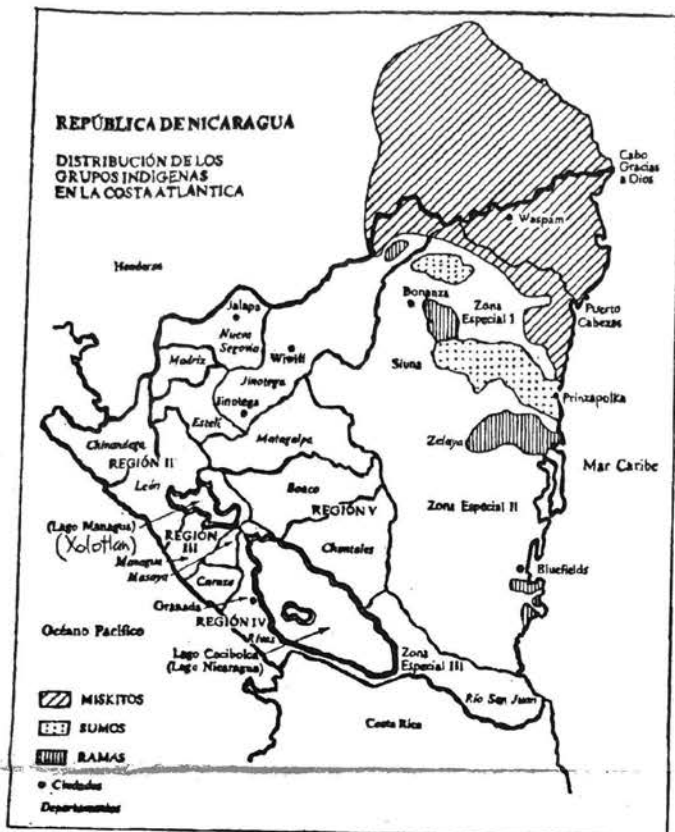 REPÚBLICA DE NICARAGUA
DISTRIBUCIÓN DE LOS
GRUPOS INDIGENAS
EN LA COSTA ATLANTICA
Cabo
Gracias
a Dios
Waspam
Honduras
Jalapa
Nueva
Segovia
Madriz
Wiwilí
Jinotega
Jinotega
Estelí
Bonanza
Zona
Especial I
Puerto
Cabezas
Siuna
Prinzapolka
Matagalpa
Zelaya
Mar Caribe
Chinandega
REGIÓN II
León
Boaco
REGIÓN V
Zona Especial II
(Lago Managua)
(Xolotlan)
REGIÓN
III
Managua
Masaya
Chontales
Carazo
Bluefields
Granada
REGIÓN IV
Rivas
Océano Pacífico
Lago Cocibolca
(Lago Nicaragua)
Zona
Especial III
Río San Juan
Costa Rica
MISKITOS
SUMOS
RAMAS
Ciudades
Departamentos